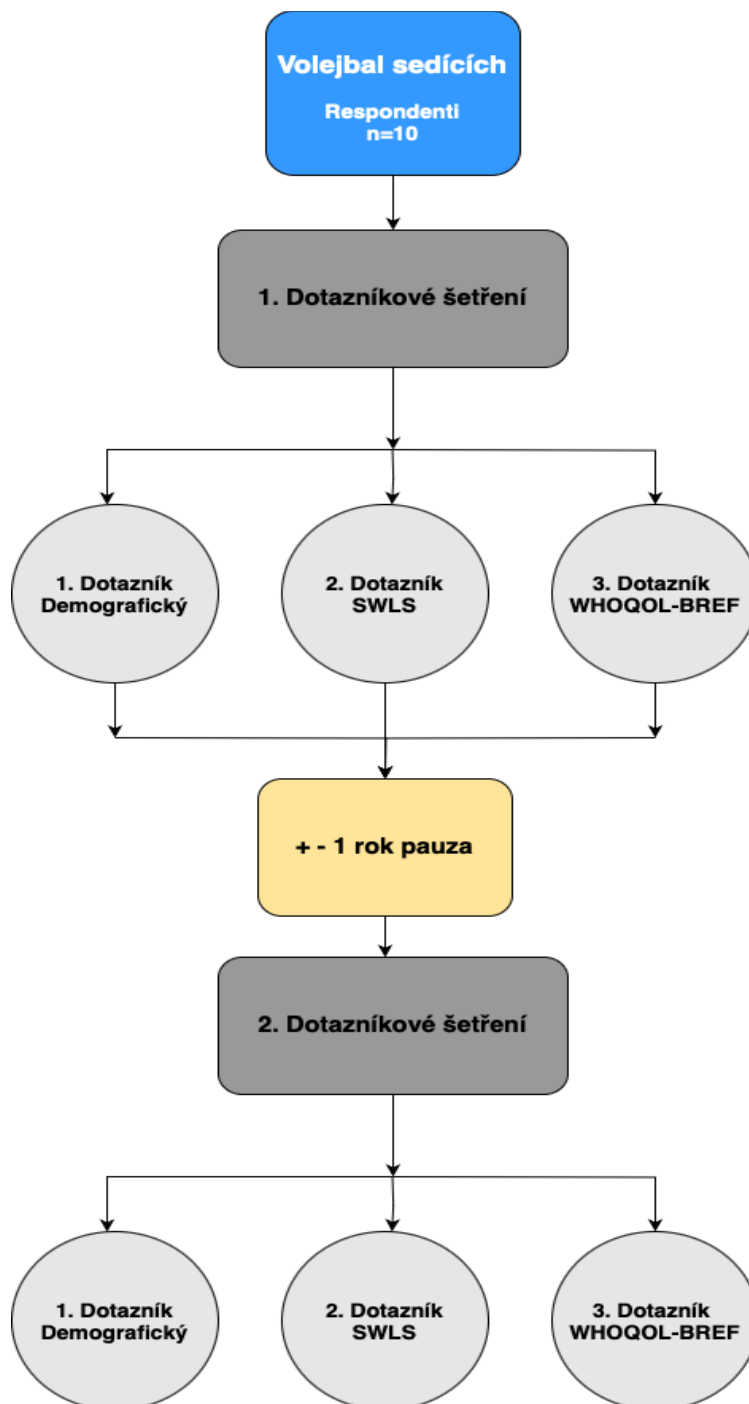 Volejbal sedících
Respondenti
n=10
1. Dotazníkové šetření
1. Dotazník
Demografický
2. Dotazník
SWLS
3. Dotazník
WHOQOL-BREF
+ - 1 rok pauza
2. Dotazníkové šetření
1. Dotazník
Demografický
2. Dotazník
SWLS
3. Dotazník
WHOQOL-BREF